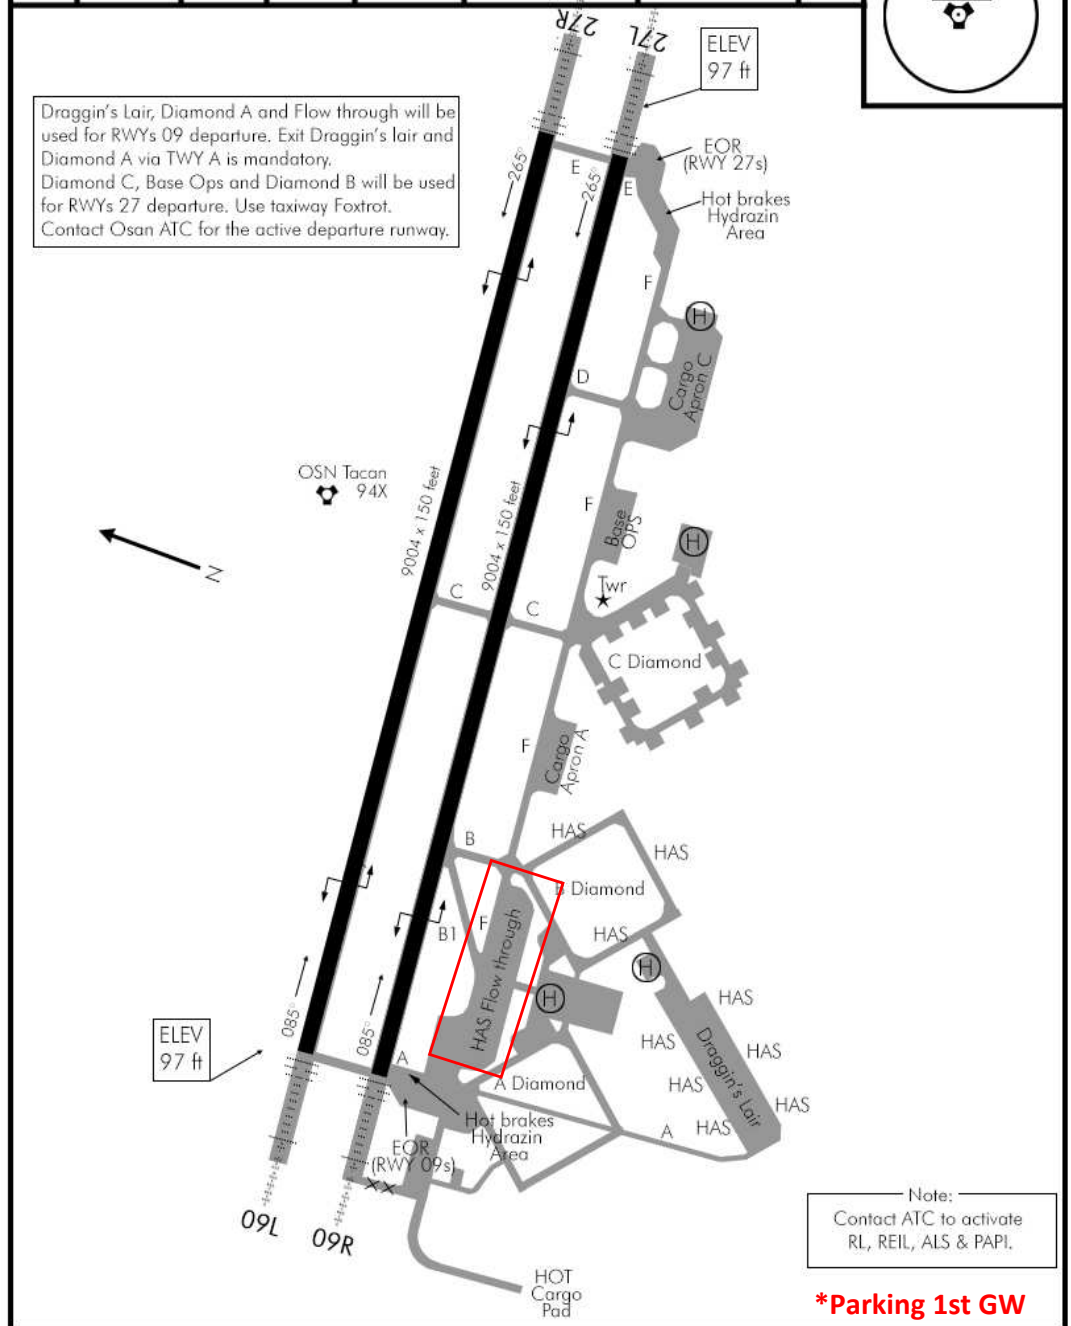 27R
27L
ELEV
97 ft
Draggin's Lair, Diamond A and Flow through will be
used for RWYs 09 departure. Exit Draggin's lair and
Diamond A via TWY A is mandatory.
Diamond C, Base Ops and Diamond B will be used
for RWYs 27 departure. Use taxiway Foxtrot.
Contact Osan ATC for the active departure runway.
EOR
(RWY 27s)
E
265°
265°
E
Hot brakes
Hydrazin
Area
F
H
D
Cargo
Apron C
OSN Tacan
94X
9004 x 150 feet
9004 x 150 feet
F
Base
OPS
H
N
Twr
C
C
C Diamond
F
Cargo
Apron A
HAS
B
HAS
B Diamond
F
B1
HAS
HAS Flow through
H
H
HAS
085°
085°
ELEV
97 ft
HAS
HAS
Draggin's Lair
A
A Diamond
HAS
HAS
Hot brakes
Hydrazin
Area
A
HAS
EOR
(RWY 09s)
XX
09L
09R
Note:
Contact ATC to activate
RL, REIL, ALS & PAPI.
HOT
Cargo
Pad
*Parking 1st GW